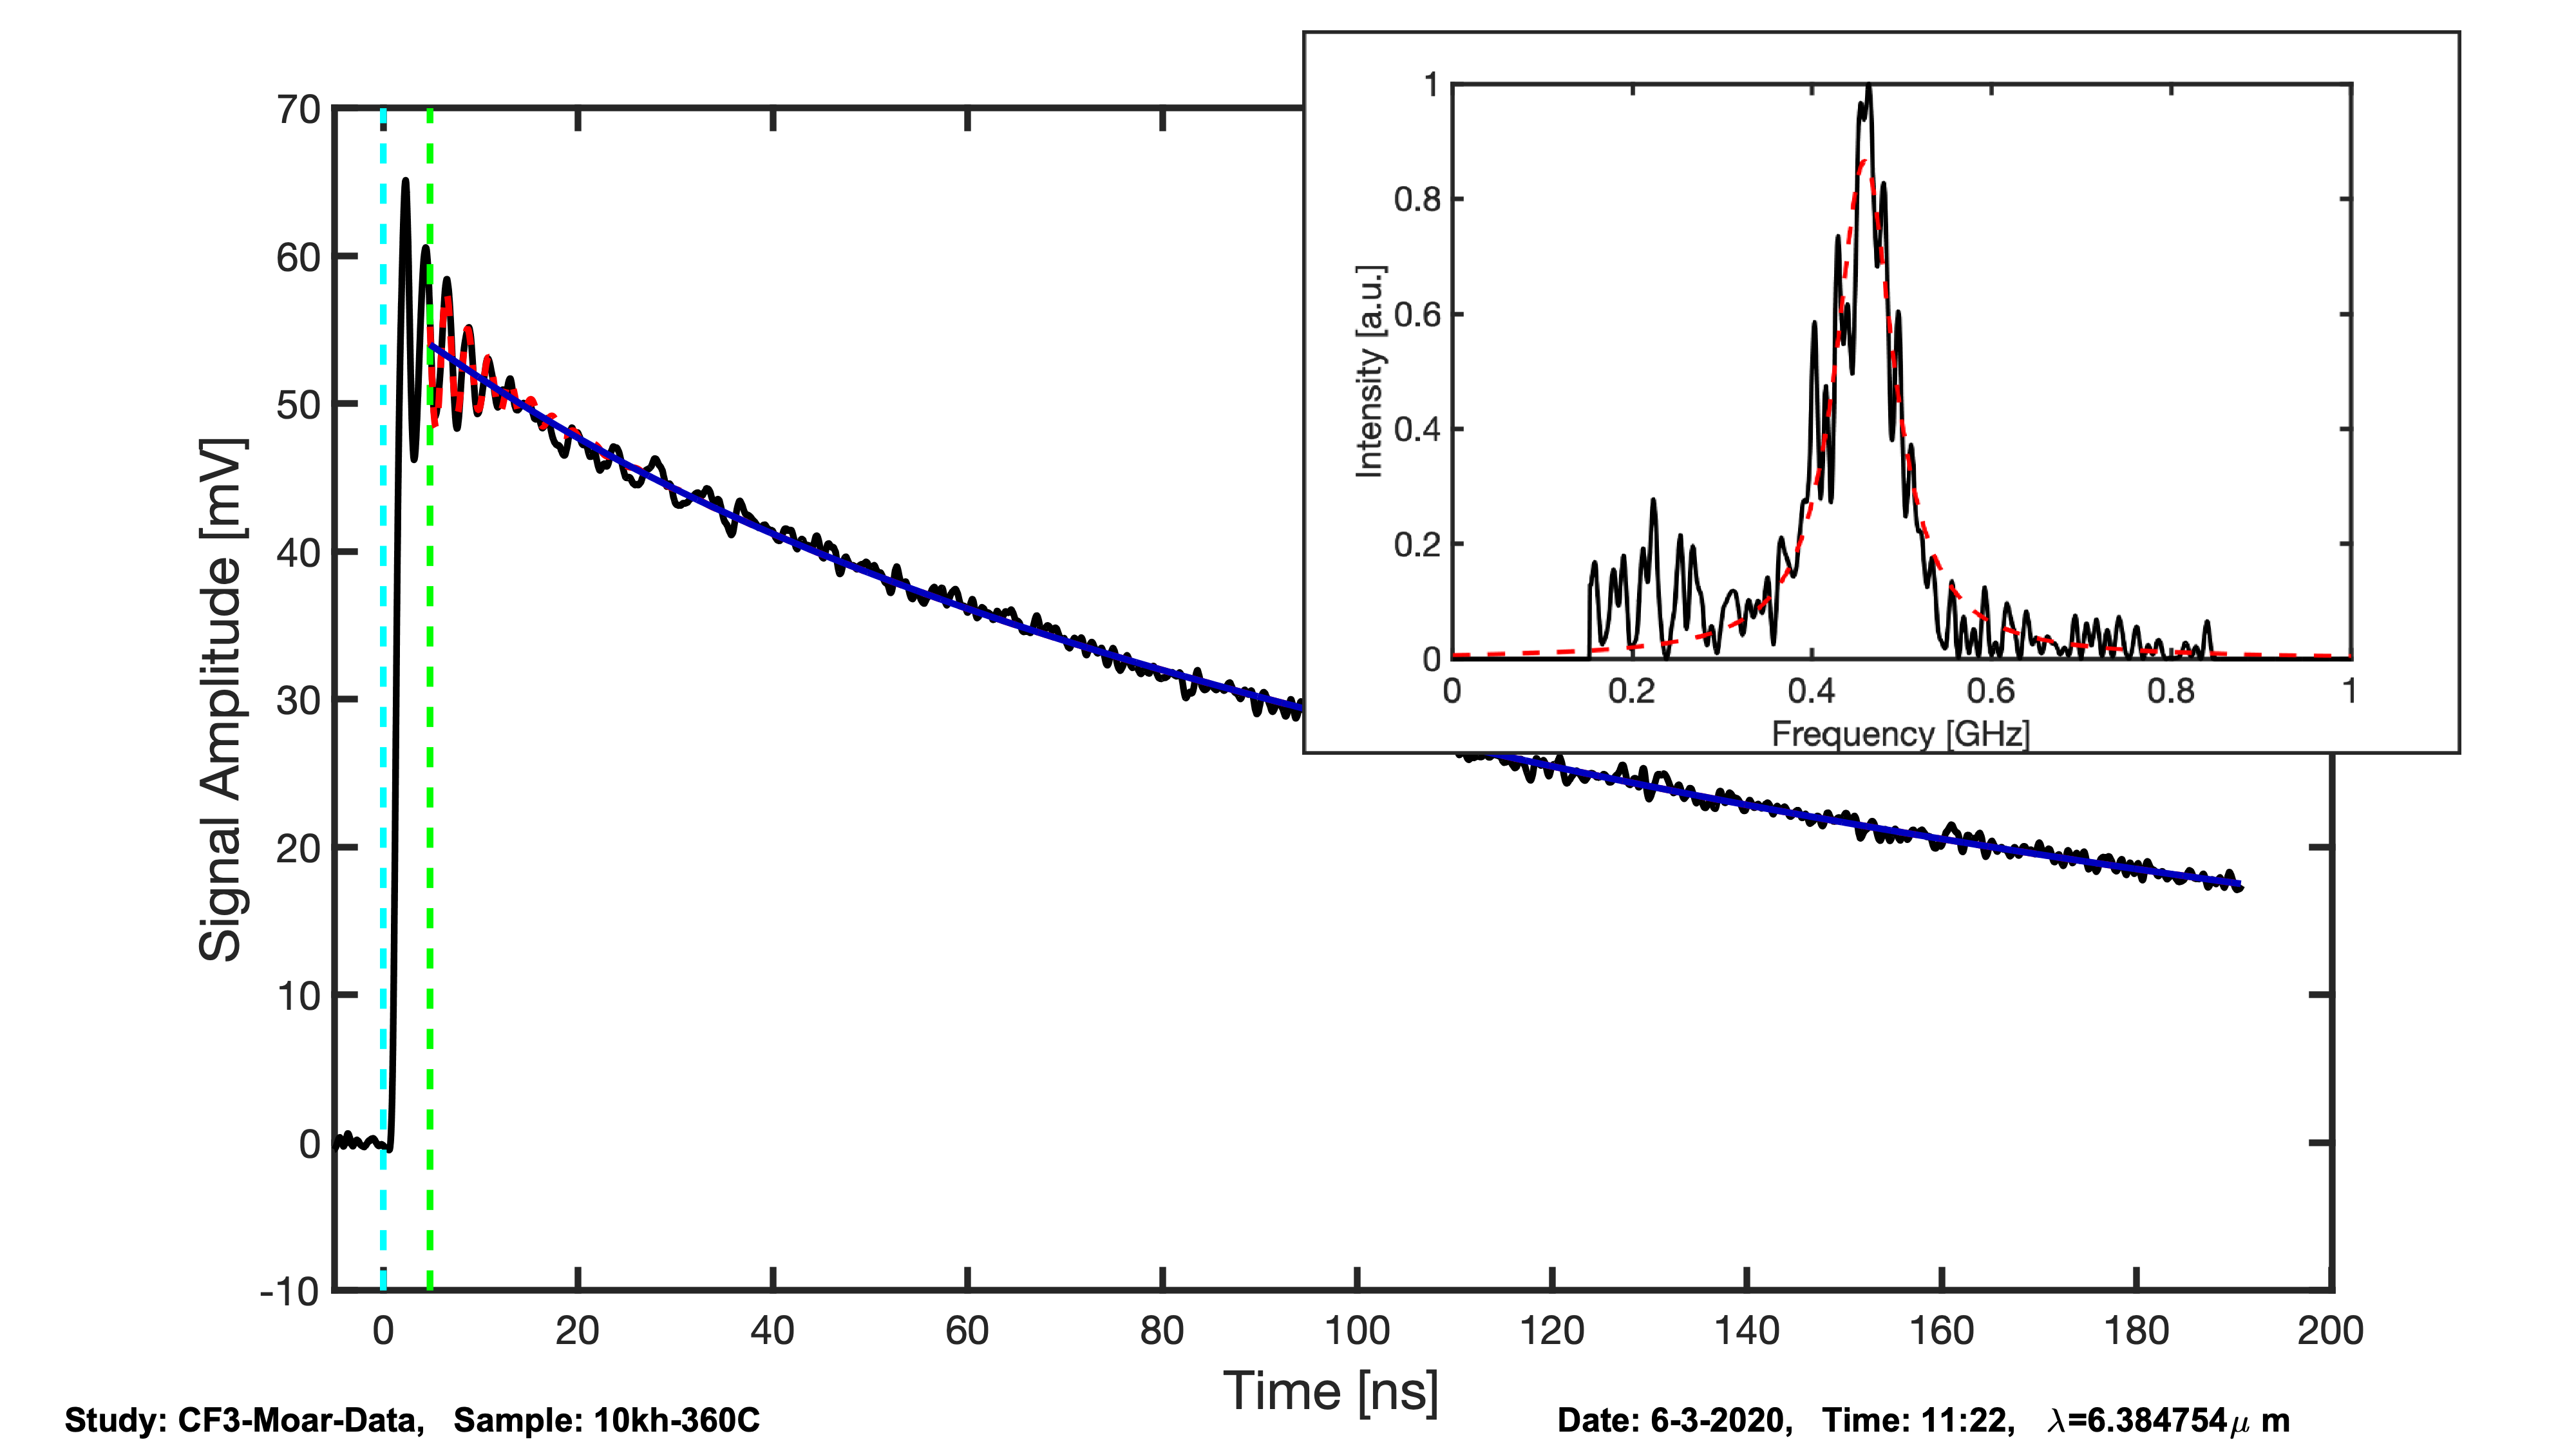 70
60
50
40
30
20
10
0
-10
Signal Amplitude [mV]
0 20 40 60 80 100 120 140 160 180 200
Time [ns]
1
0.8
0.6
0.4
0.2
0
Intensity [a.u.]
0 0.2 0.4 0.6 0.8 1
Frequency [GHz]
Study: CF3-Moar-Data, Sample: 10kh-360C
Date: 6-3-2020, Time: 11:22, λ=6.384754μ m